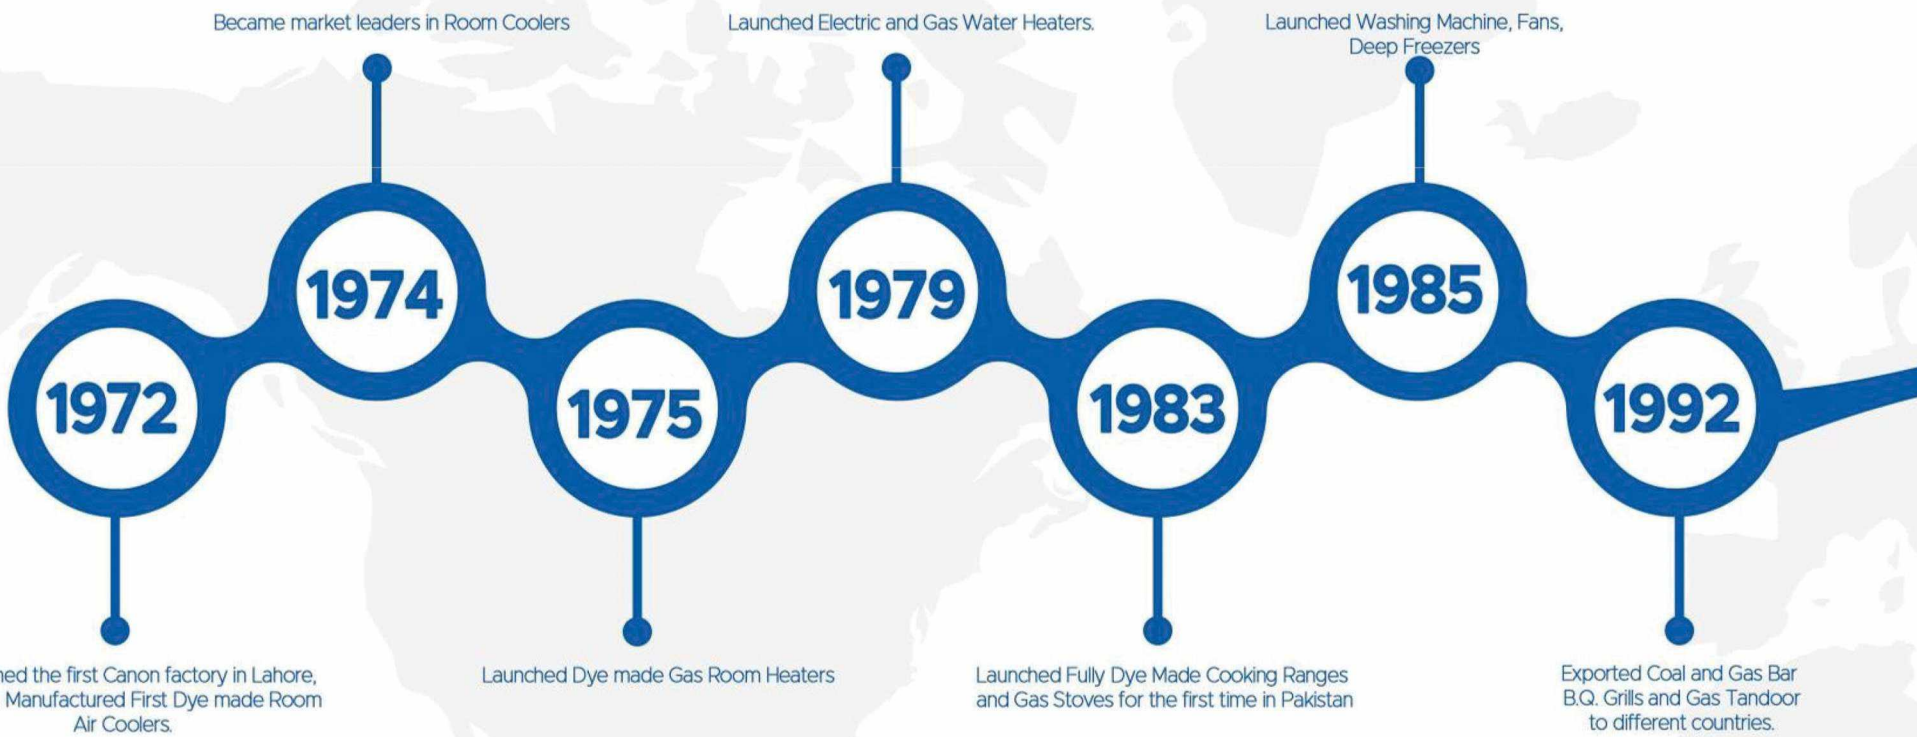 Became market leaders in Room Coolers
Launched Electric and Gas Water Heaters.
Launched Washing Machine, Fans,
Deep Freezers
1974
1979
1985
1972
1975
1983
1992
the first Canon factory in Lahore,
Manufactured First Dye made Room
Air Coolers.
Launched Dye made Gas Room Heaters
Launched Fully Dye Made Cooking Ranges
and Gas Stoves for the first time in Pakistan
Exported Coal and Gas Bar
B.Q. Grills and Gas Tandoor
to different countries.